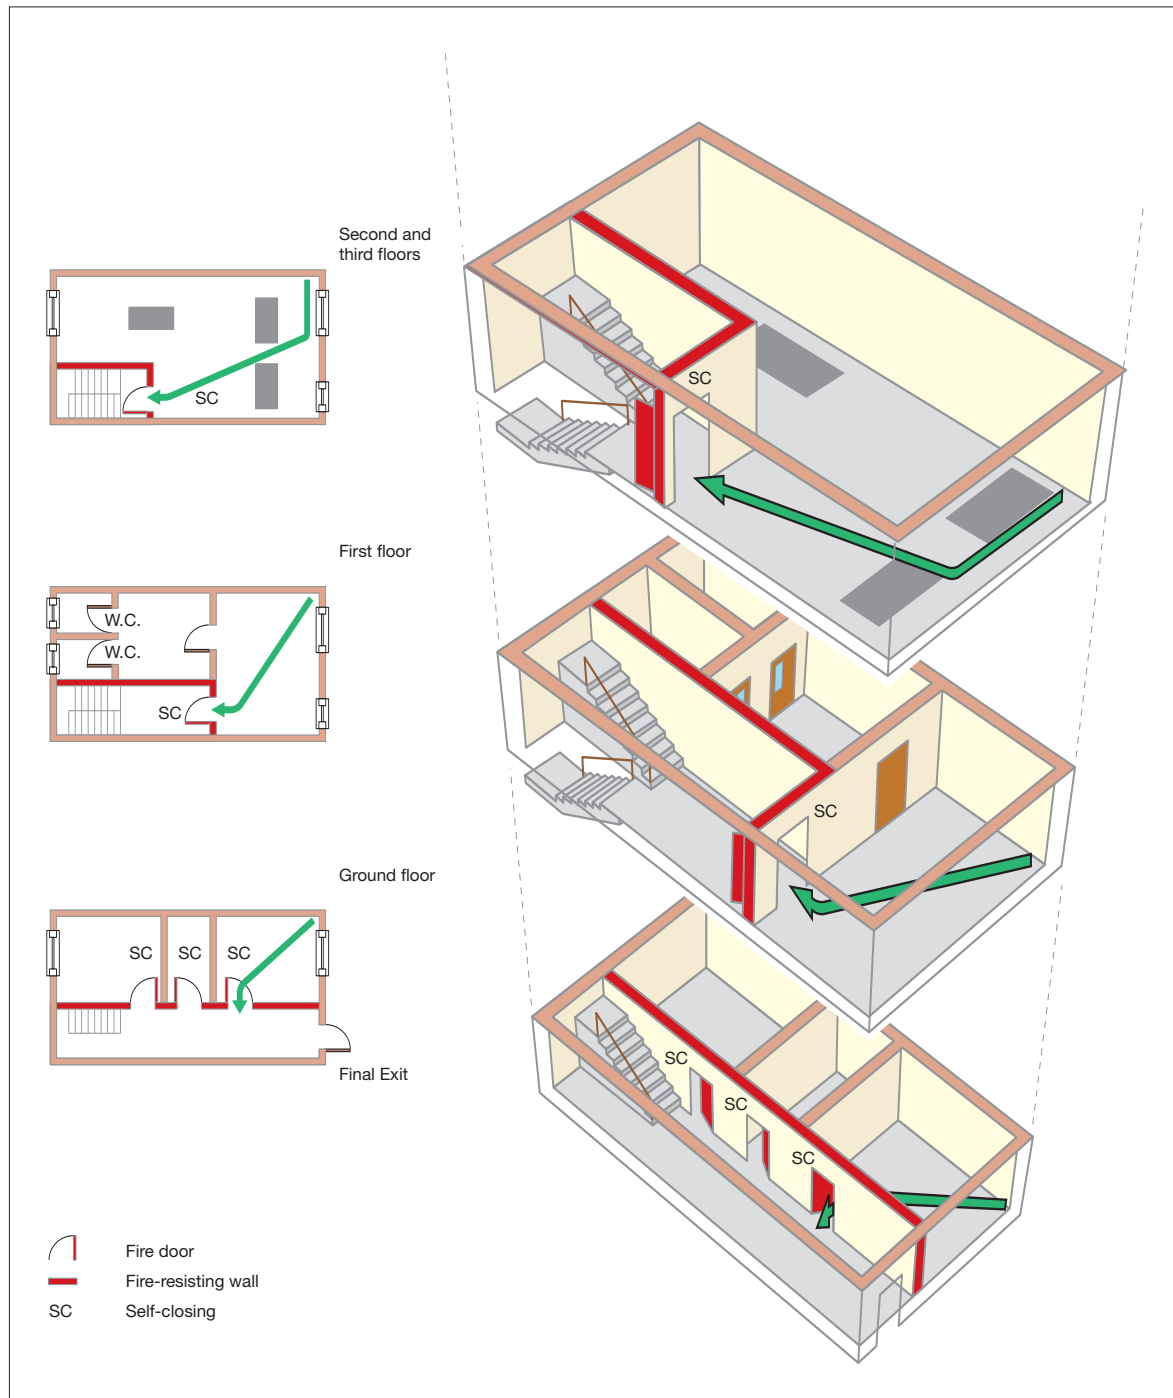 Second and
third floors
SC
SC
First floor
W.C.
W.C.
SC
SC
Ground floor
SC
SC
SC
Final Exit
SC
SC
SC
Fire door
Fire-resisting wall
SC
Self-closing